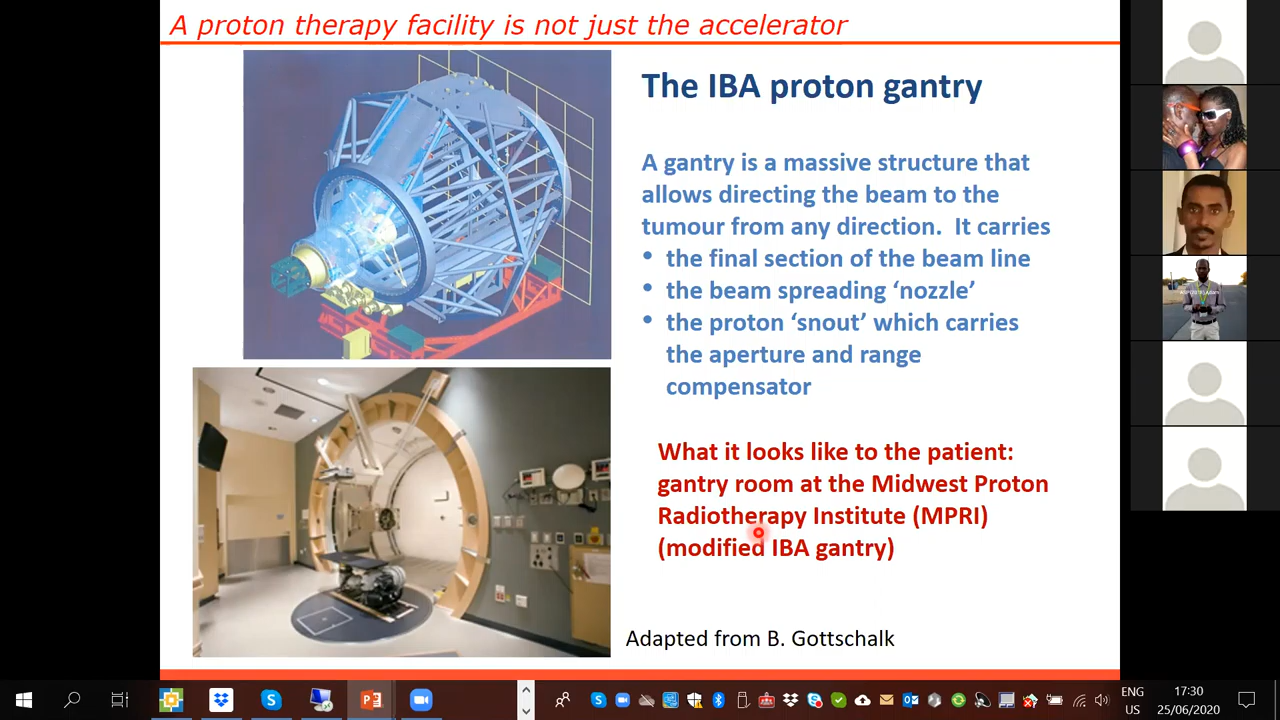 A proton therapy facility is not just the accelerator
The IBA proton gantry
A gantry is a massive structure that
allows directing the beam to the
tumour from any direction. It carries
• the final section of the beam line
• the beam spreading ‘nozzle’
• the proton ‘snout’ which carries
the aperture and range
compensator
What it looks like to the patient:
gantry room at the Midwest Proton
Radiotherapy Institute (MPRI)
(modified IBA gantry)
Adapted from B. Gottschalk
ENG
US
17:30
25/06/2020